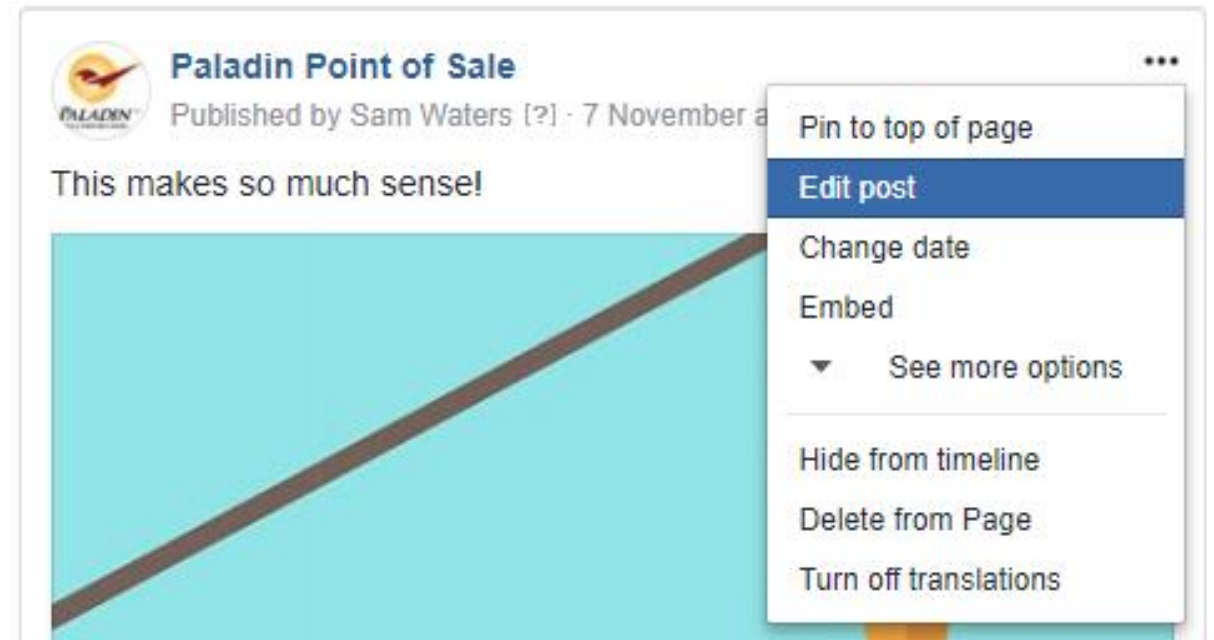 Paladin Point of Sale
PALADIN
Published by Sam Waters [?] · 7 November a
This makes so much sense!
Pin to top of page
Edit post
Change date
Embed
See more options
Hide from timeline
Delete from Page
Turn off translations